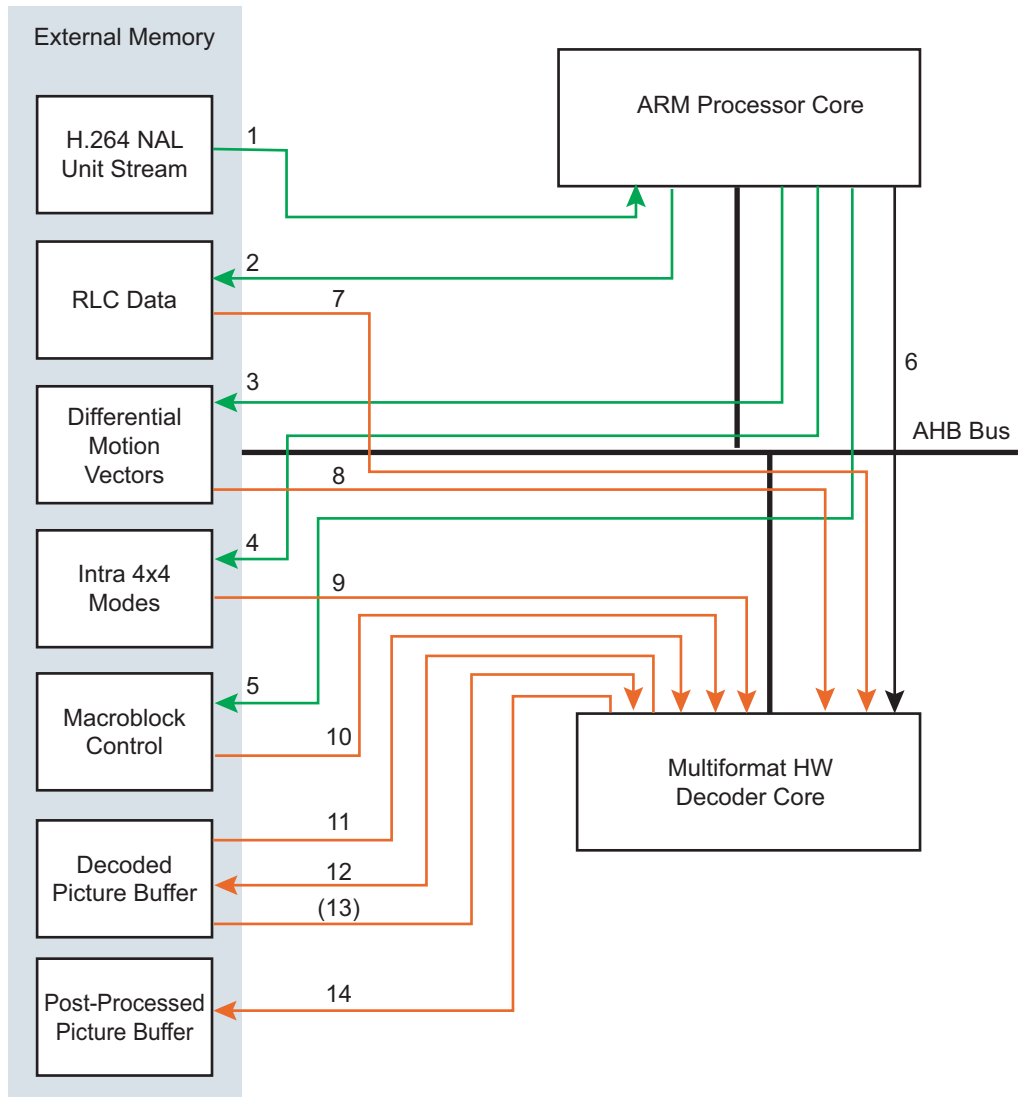 External Memory
ARM Processor Core
H.264 NAL
Unit Stream
1
2
RLC Data
7
6
3
Differential
Motion
Vectors
AHB Bus
8
4
Intra 4x4
Modes
9
5
Macroblock
Control
10
Multiformat HW
Decoder Core
11
Decoded
Picture Buffer
12
(13)
14
Post-Processed
Picture Buffer